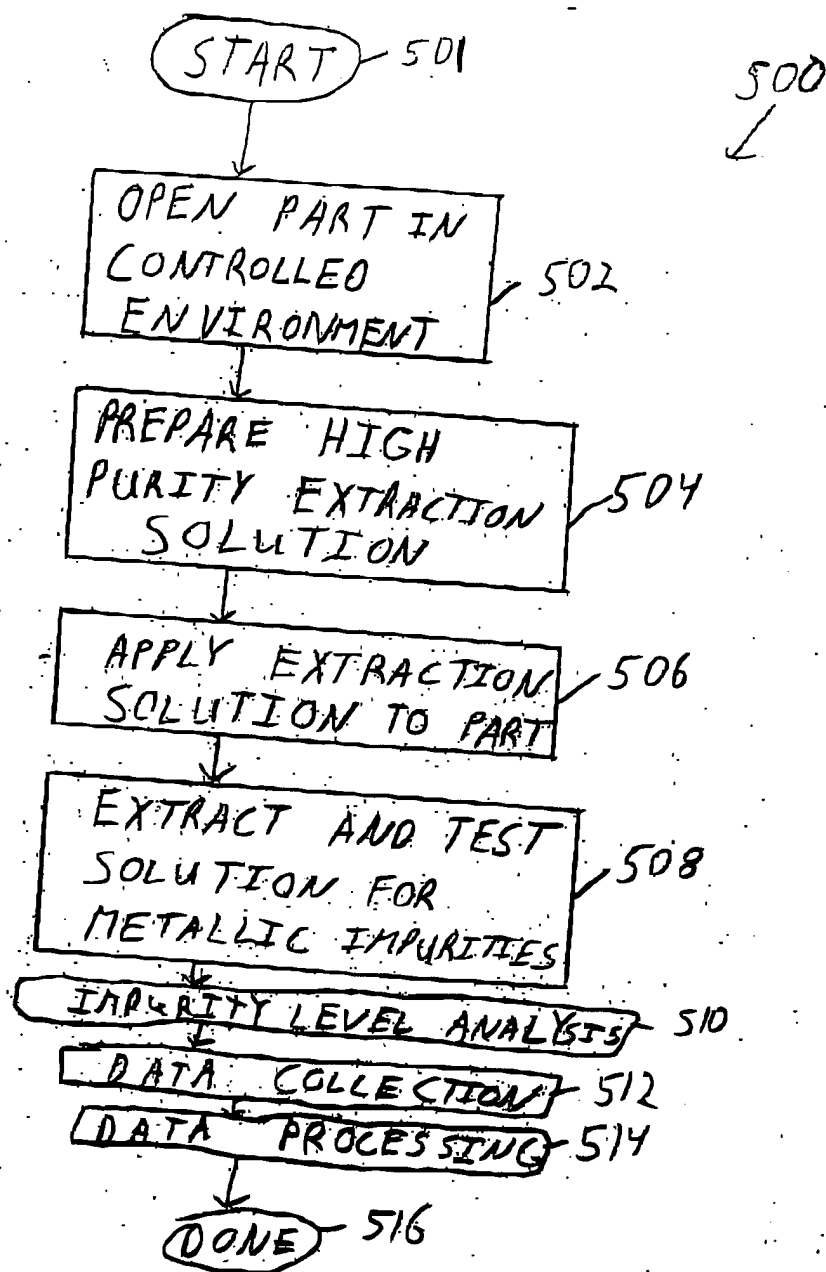 START 501
500
OPEN PART IN
CONTROLLED
ENVIRONMENT
502
PREPARE HIGH
PURITY EXTRACTION
SOLUTION
504
APPLY EXTRACTION
SOLUTION TO PART
506
EXTRACT AND TEST
SOLUTION FOR
METALLIC IMPURITIES
508
IMPURITY LEVEL ANALYSIS 510
DATA COLLECTION 512
DATA PROCESSING 514
DONE 516